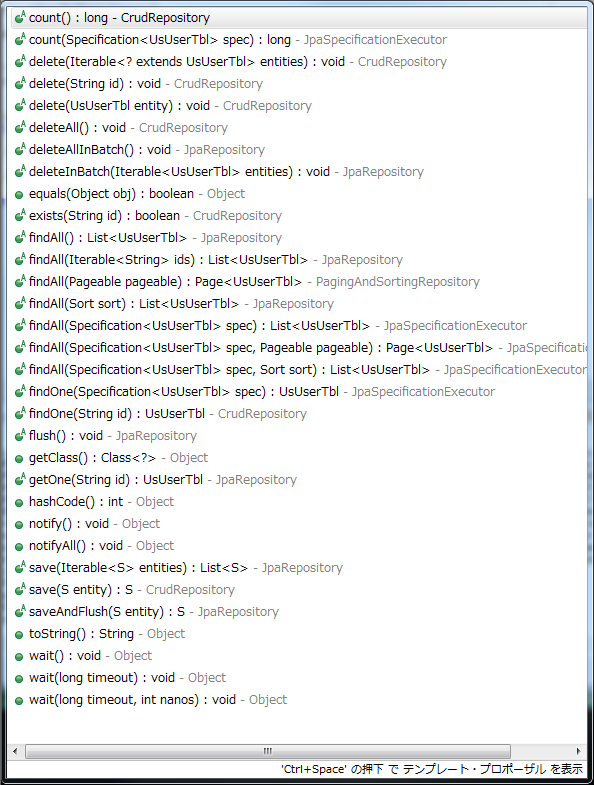 count() : long - CrudRepository
count(Specification<UsUserTbl> spec) : long - JpaSpecificationExecutor
delete(Iterable<? extends UsUserTbl> entities) : void - CrudRepository
delete(String id) : void - CrudRepository
delete(UsUserTbl entity) : void - CrudRepository
deleteAll() : void - CrudRepository
deleteAllInBatch() : void - JpaRepository
deleteInBatch(Iterable<UsUserTbl> entities) : void - JpaRepository
equals(Object obj) : boolean - Object
exists(String id) : boolean - CrudRepository
findAll() : List<UsUserTbl> - JpaRepository
findAll(Iterable<String> ids) : List<UsUserTbl> - JpaRepository
findAll(Pageable pageable) : Page<UsUserTbl> - PagingAndSortingRepository
findAll(Sort sort) : List<UsUserTbl> - JpaRepository
findAll(Specification<UsUserTbl> spec) : List<UsUserTbl> - JpaSpecificationExecutor
findAll(Specification<UsUserTbl> spec, Pageable pageable) : Page<UsUserTbl> - JpaSpecificatio
findAll(Specification<UsUserTbl> spec, Sort sort) : List<UsUserTbl> - JpaSpecificationExecutor
findOne(Specification<UsUserTbl> spec) : UsUserTbl - JpaSpecificationExecutor
findOne(String id) : UsUserTbl - CrudRepository
flush() : void - JpaRepository
getClass() : Class<?> - Object
getOne(String id) : UsUserTbl - JpaRepository
hashCode() : int - Object
notify() : void - Object
notifyAll() : void - Object
save(Iterable<S> entities) : List<S> - JpaRepository
save(S entity) : S - CrudRepository
saveAndFlush(S entity) : S - JpaRepository
toString() : String - Object
wait() : void - Object
wait(long timeout) : void - Object
wait(long timeout, int nanos) : void - Object
'Ctrl+Space' の押下 で テンプレート・プロポーザル を表示